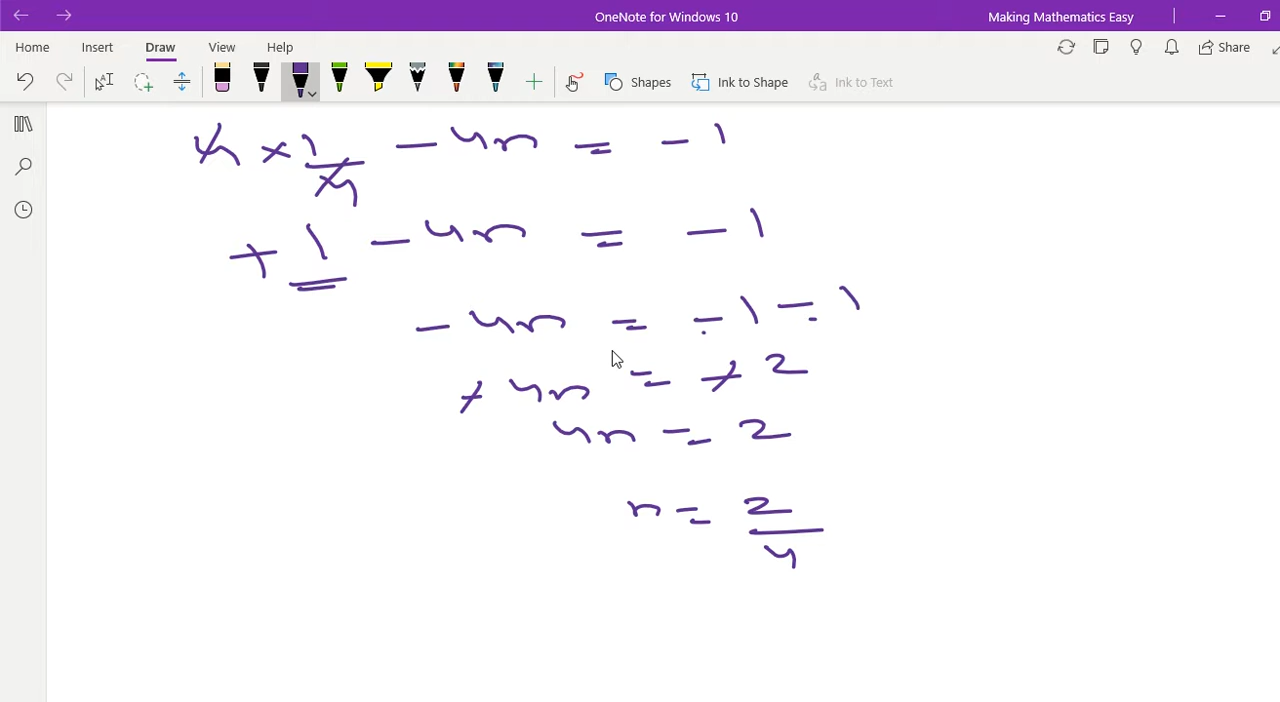 OneNote for Windows 10
Making Mathematics Easy
Home Insert Draw View Help Share
Shapes Ink to Shape Ink to Text
4 × 1/4 - 4n = - 1
+ 1 - 4n = - 1
- 4n = - 1 - 1
+ 4n = + 2
4n = 2
n = 2/4